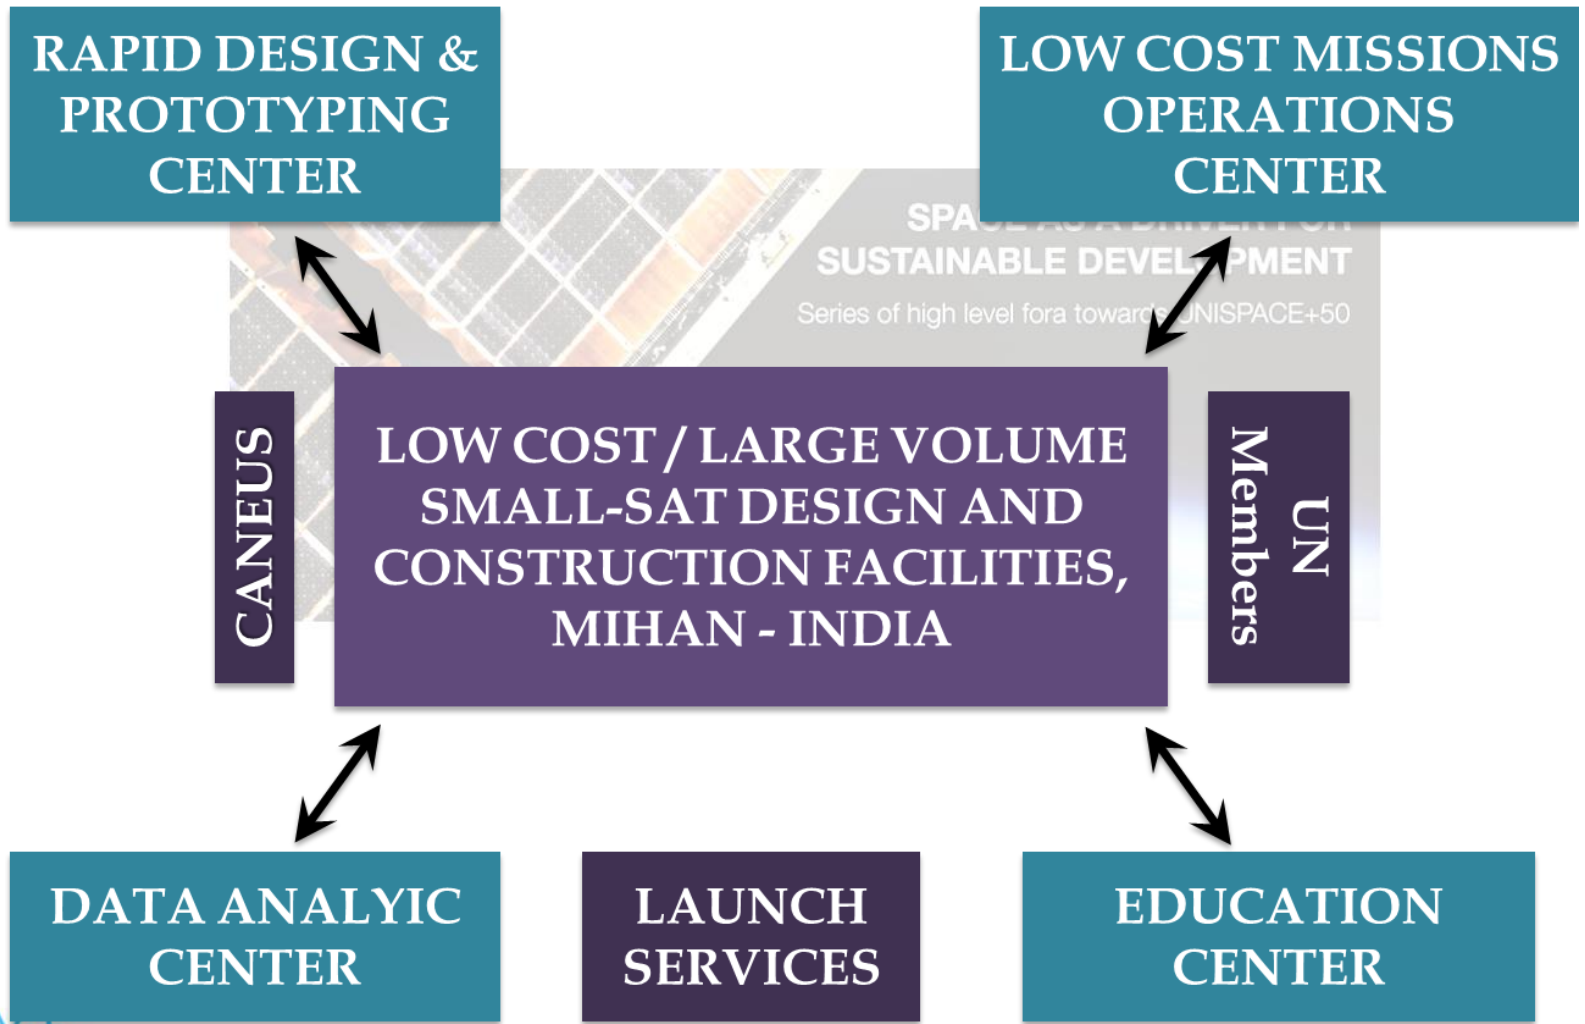 RAPID DESIGN &
PROTOTYPING
CENTER
LOW COST MISSIONS
OPERATIONS
CENTER
SUSTAINABLE DEVELOPMENT
Series of high level fora towards UNISPACE+50
CANEUS
LOW COST / LARGE VOLUME
SMALL-SAT DESIGN AND
CONSTRUCTION FACILITIES,
MIHAN - INDIA
UN
Members
DATA ANALYIC
CENTER
LAUNCH
SERVICES
EDUCATION
CENTER